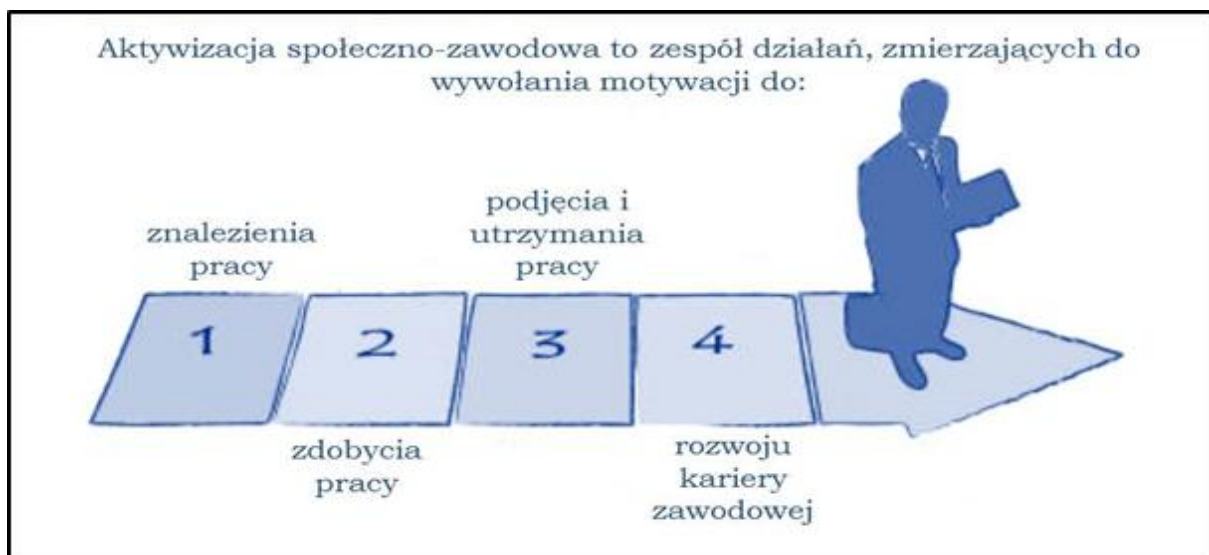 Aktywizacja społeczno-zawodowa to zespół działań, zmierzających do
wywołania motywacji do:
znalezienia
pracy
podjęcia i
utrzymania
pracy
1
2
3
4
zdobycia
pracy
rozwoju
kariery
zawodowej